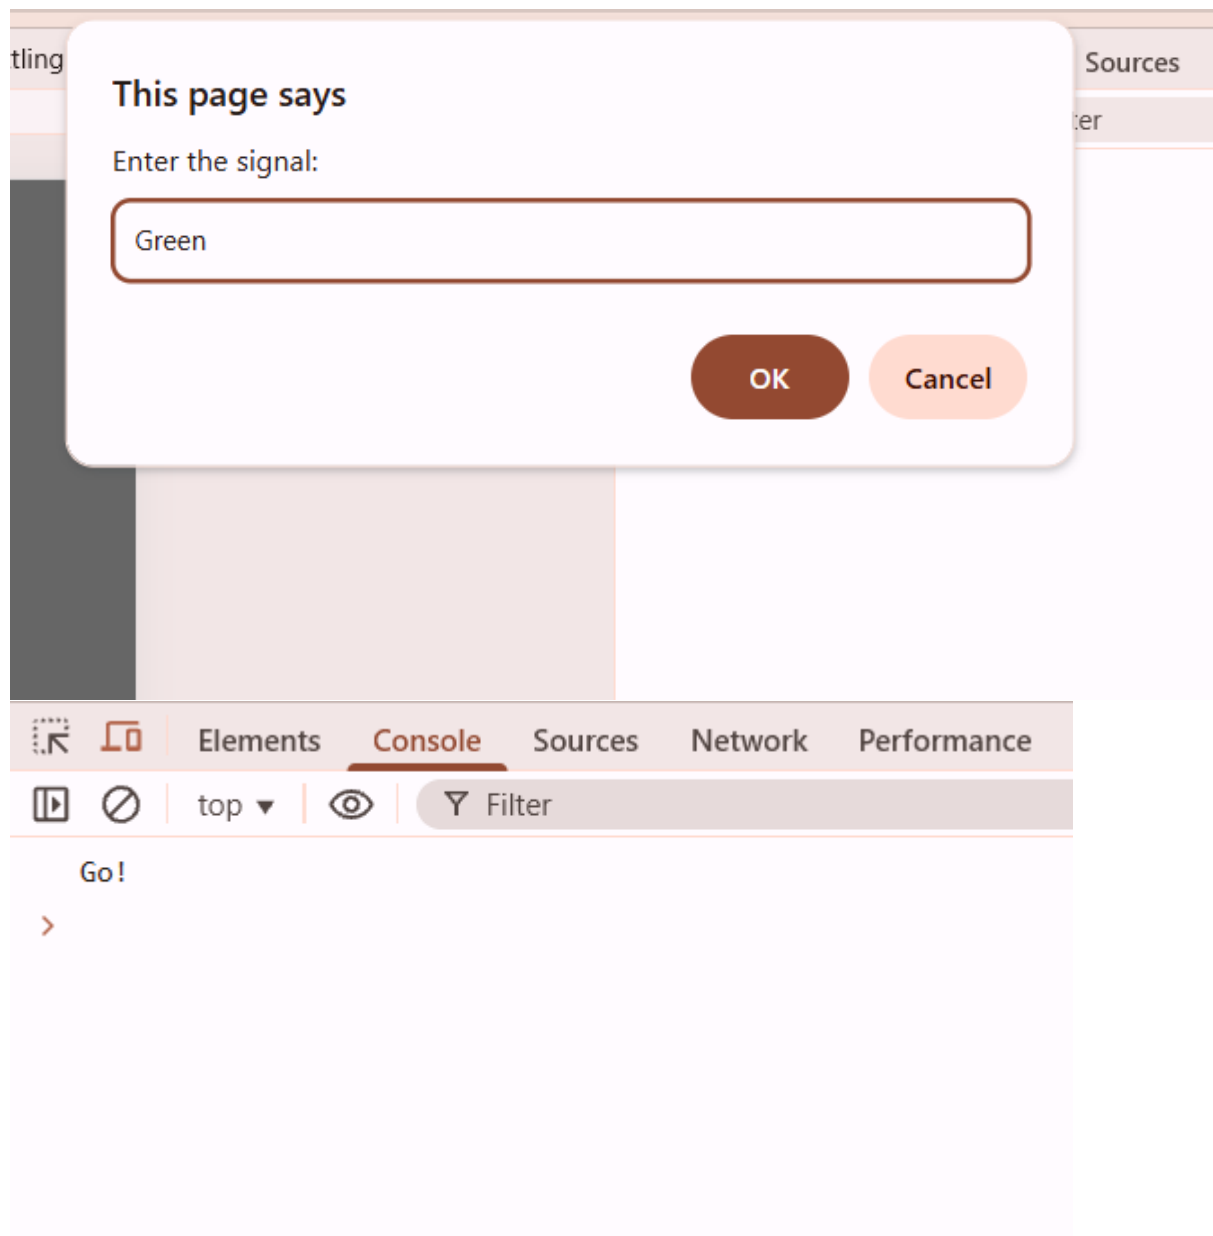 tling
Sources
ter
This page says
Enter the signal:
Green
OK Cancel
Elements Console Sources Network Performance
top Filter
Go!